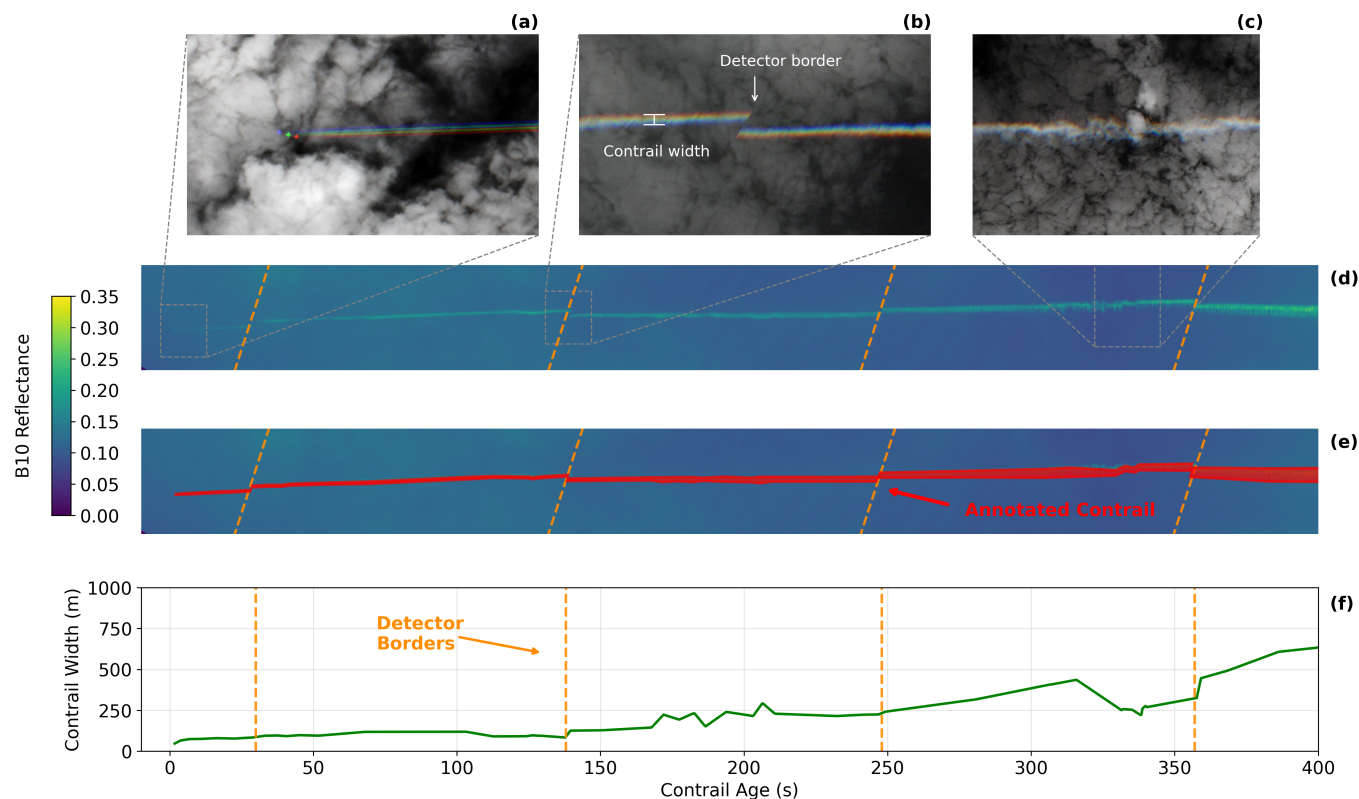 (a)
(b)
(c)
Detector border
Contrail width
(d)
B10 Reflectance
0.35
0.30
0.25
0.20
0.15
0.10
0.05
0.00
(e)
Annotated Contrail
(f)
Contrail Width (m)
1000
750
500
250
0
Detector
Borders
0 50 100 150 200 250 300 350 400
Contrail Age (s)